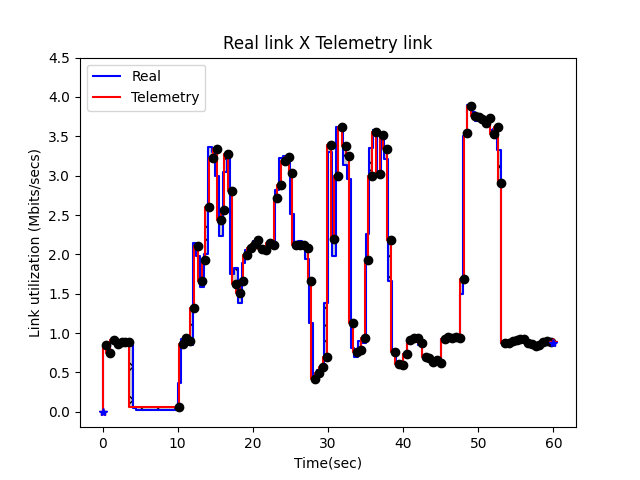 Real link X Telemetry link
Real
Telemetry
Link utilization (Mbits/secs)
4.5
4.0
3.5
3.0
2.5
2.0
1.5
1.0
0.5
0.0
0 10 20 30 40 50 60
Time(sec)